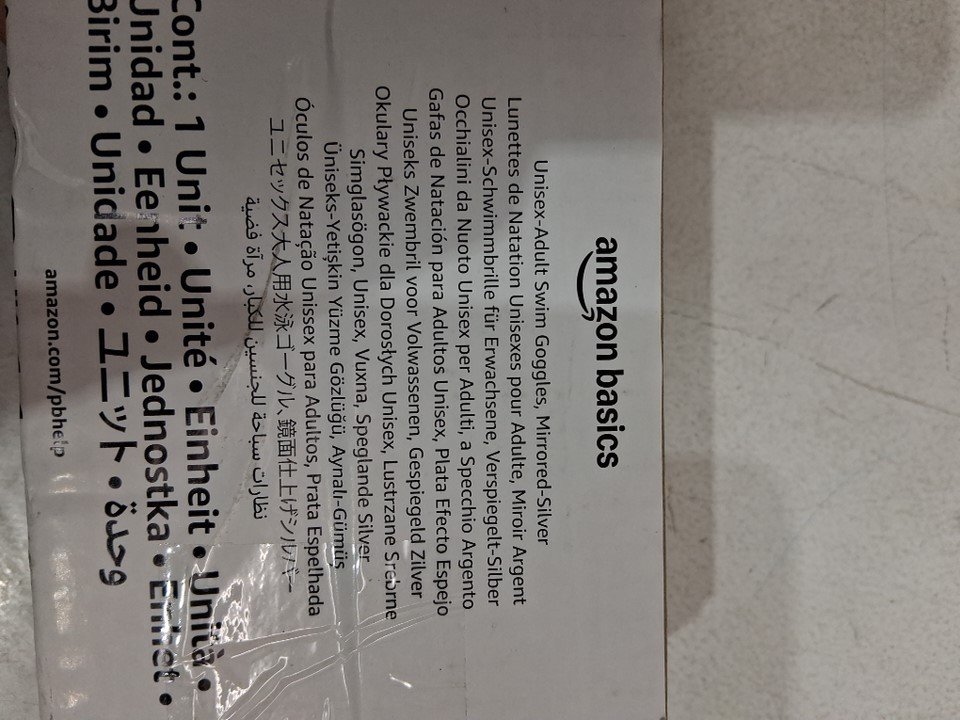 amazon basics
Unisex-Adult Swim Goggles, Mirrored-Silver
Lunettes de Natation Unisexes pour Adulte, Miroir Argent
Unisex-Schwimmbrille für Erwachsene, Verspiegelt-Silber
Occhialini da Nuoto Unisex per Adulti, a Specchio Argento
Gafas de Natación para Adultos Unisex, Plata Efecto Espejo
Uniseks Zwembril voor Volwassenen, Gespiegeld Zilver
Okulary Pływackie dla Dorosłych Unisex, Lustrzane Srebrne
Simglasögon, Unisex, Vuxna, Speglande Silver
Üniseks-Yetişkin Yüzme Gözlüğü, Aynalı-Gümüş
Óculos de Natação Unissex para Adultos, Prata Espelhada
ユニセックス大人用水泳ゴーグル, 鏡面仕上げシルバー
نظارات سباحة للجنسين للكبار، مرآة فضية
Cont.: 1 Unit • Unité • Einheit • Unità •
Unidad • Eenheid • Jednostka • Enhet •
Birim • Unidade • ユニット • وحدة
amazon.com/pbhelp